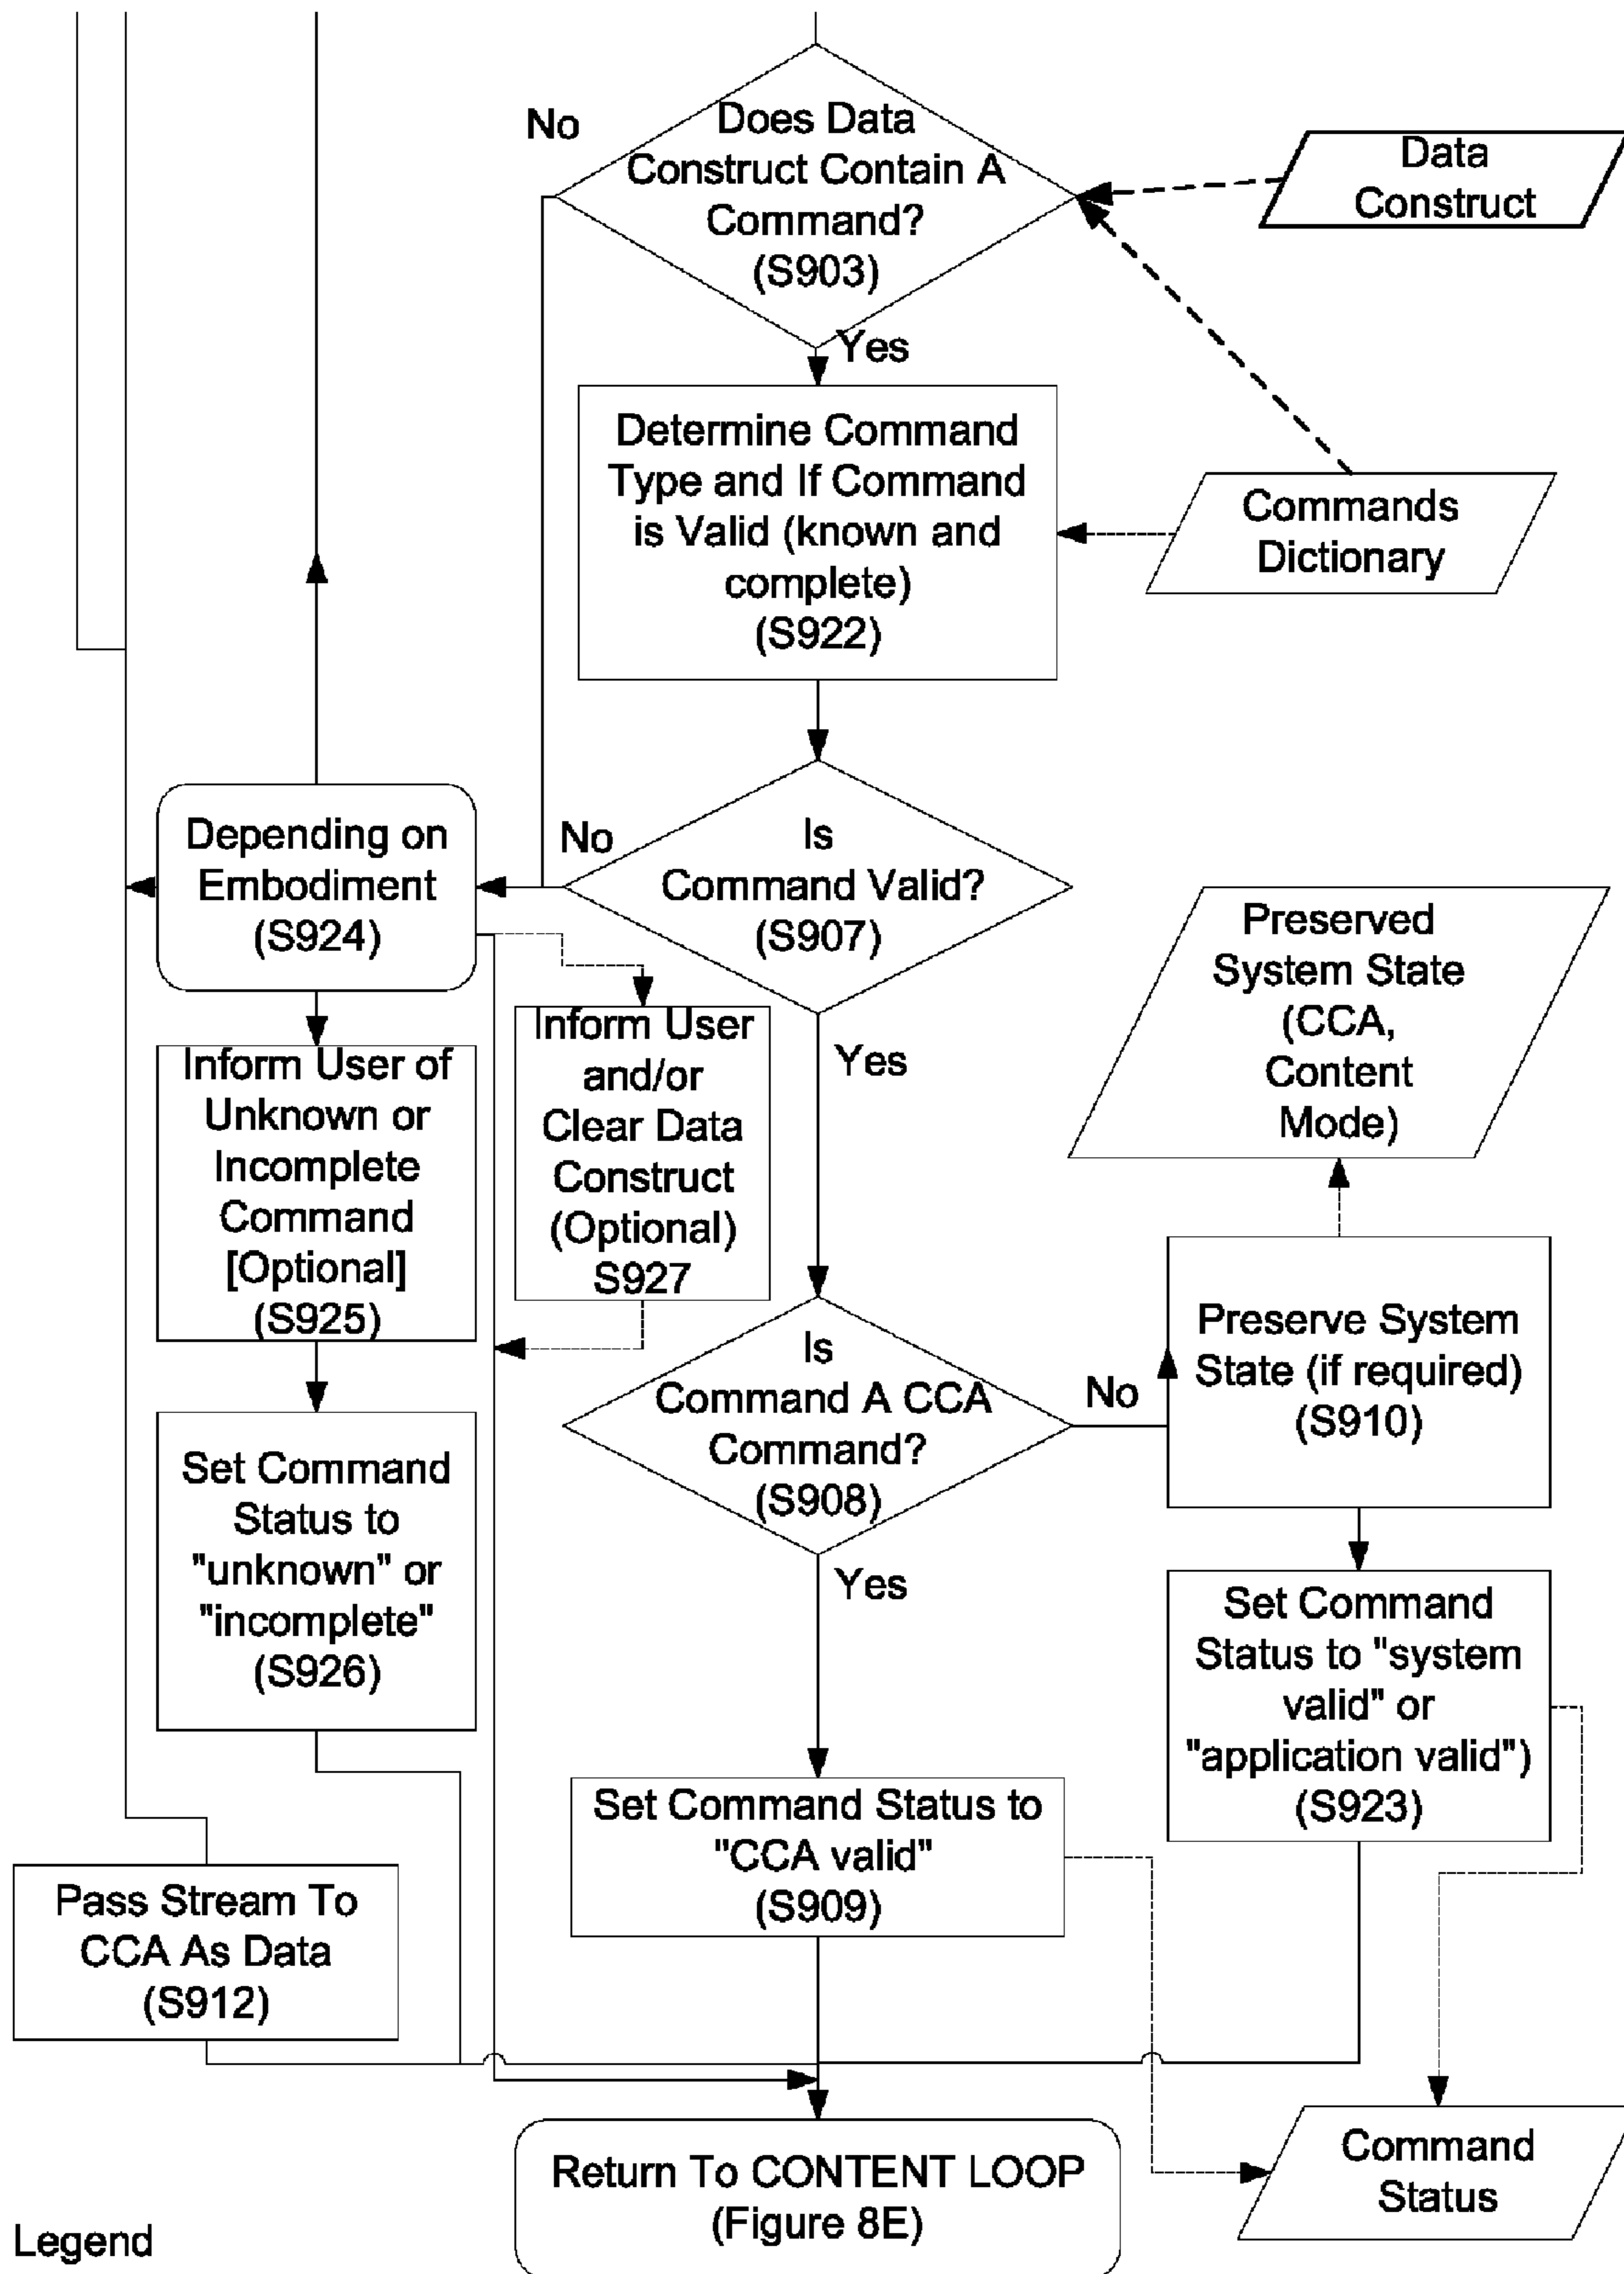 No
Does Data
Construct Contain A
Command?
(S903)
Data
Construct
Yes
Determine Command
Type and If Command
is Valid (known and
complete)
(S922)
Commands
Dictionary
Depending on
Embodiment
(S924)
No
Is
Command Valid?
(S907)
Yes
Preserved
System State
(CCA,
Content
Mode)
Inform User of
Unknown or
Incomplete
Command
[Optional]
(S925)
Inform User
and/or
Clear Data
Construct
(Optional)
S927
Is
Command A CCA
Command?
(S908)
No
Preserve System
State (if required)
(S910)
Yes
Set Command
Status to
"unknown" or
"incomplete"
(S926)
Set Command
Status to "system
valid" or
"application valid")
(S923)
Set Command Status to
"CCA valid"
(S909)
Pass Stream To
CCA As Data
(S912)
Return To CONTENT LOOP
(Figure 8E)
Command
Status
Legend